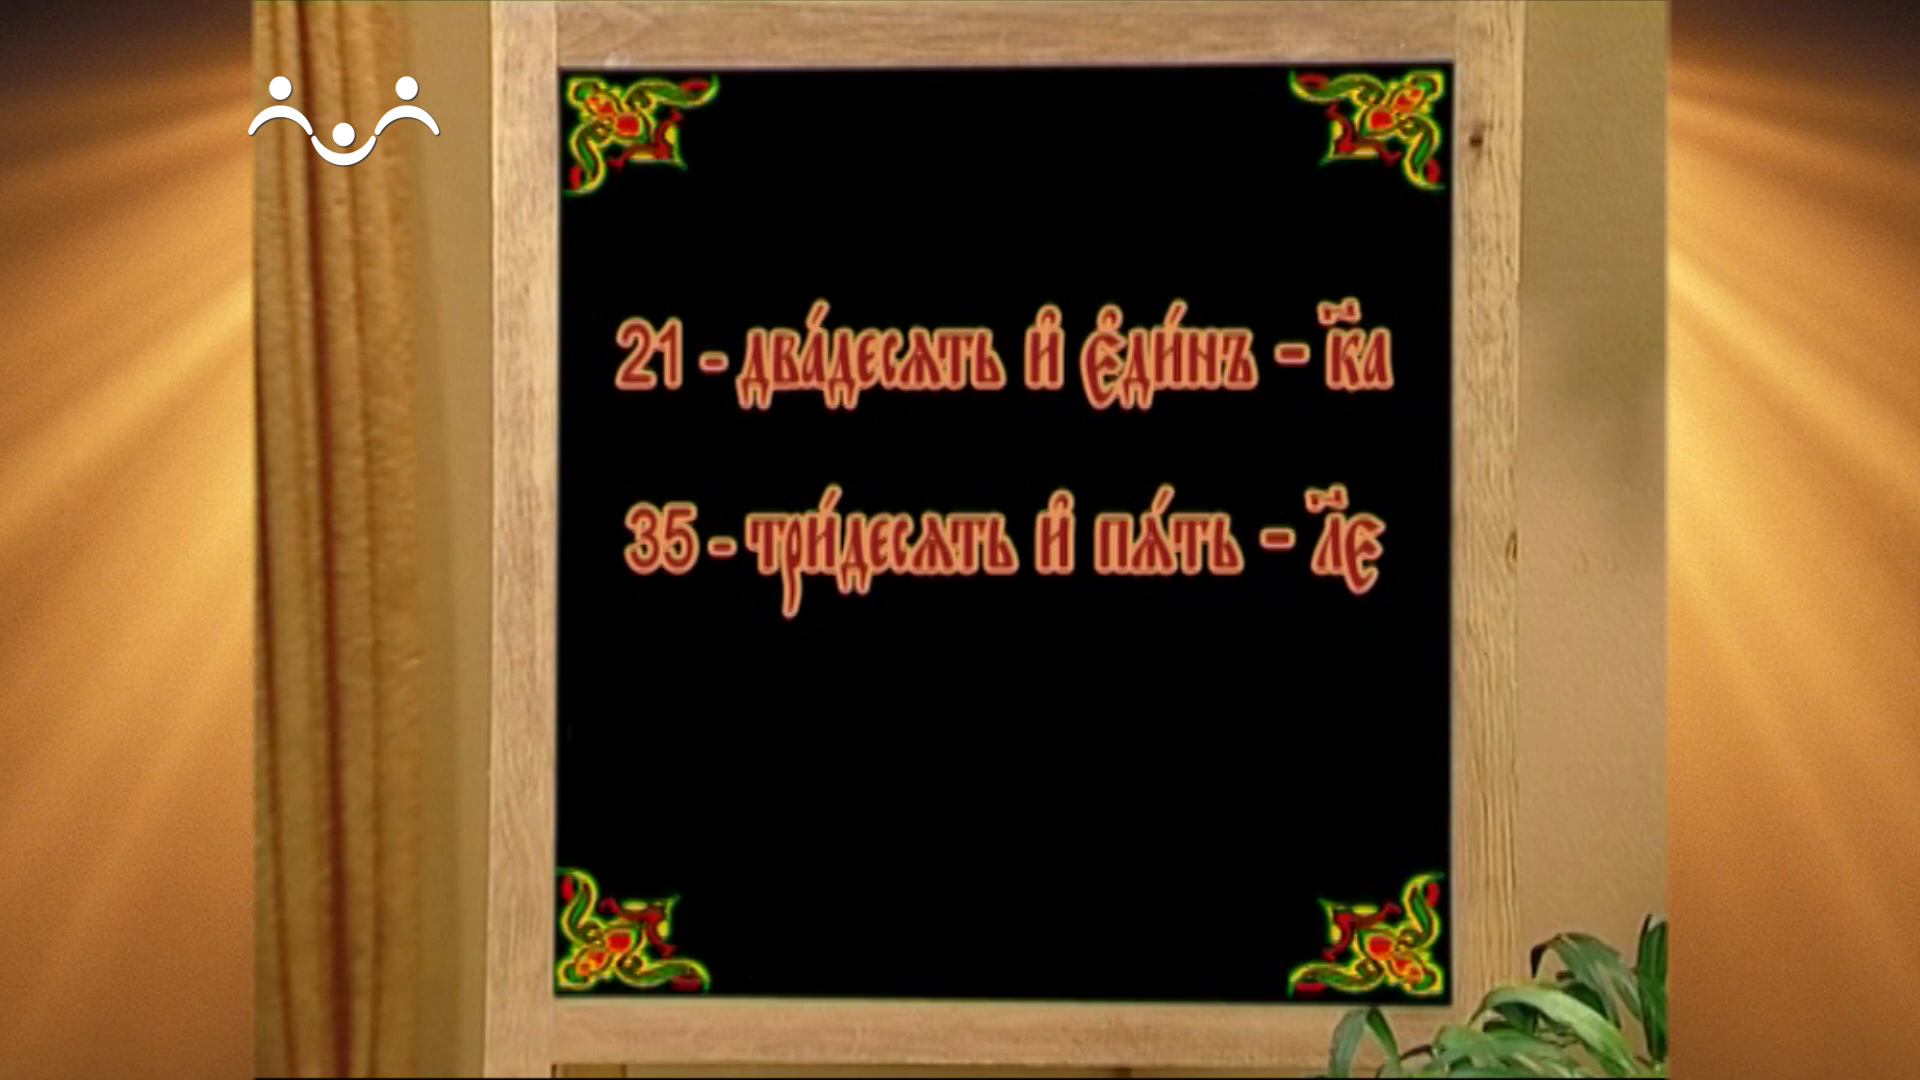 21 - два́десѧть и҆ є҆ди́нъ - к҃а
35 - три́десѧть и҆ пѧ́ть - л҃є